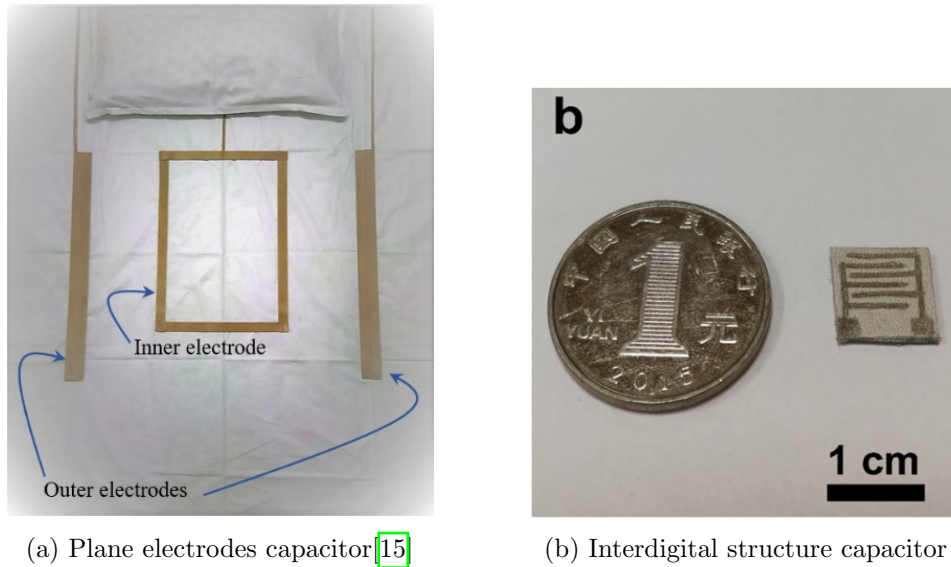 Inner electrode
Outer electrodes
(a) Plane electrodes capacitor[15]
b
中国人民银行
1
YI
YUAN
元
2015
1 cm
(b) Interdigital structure capacitor